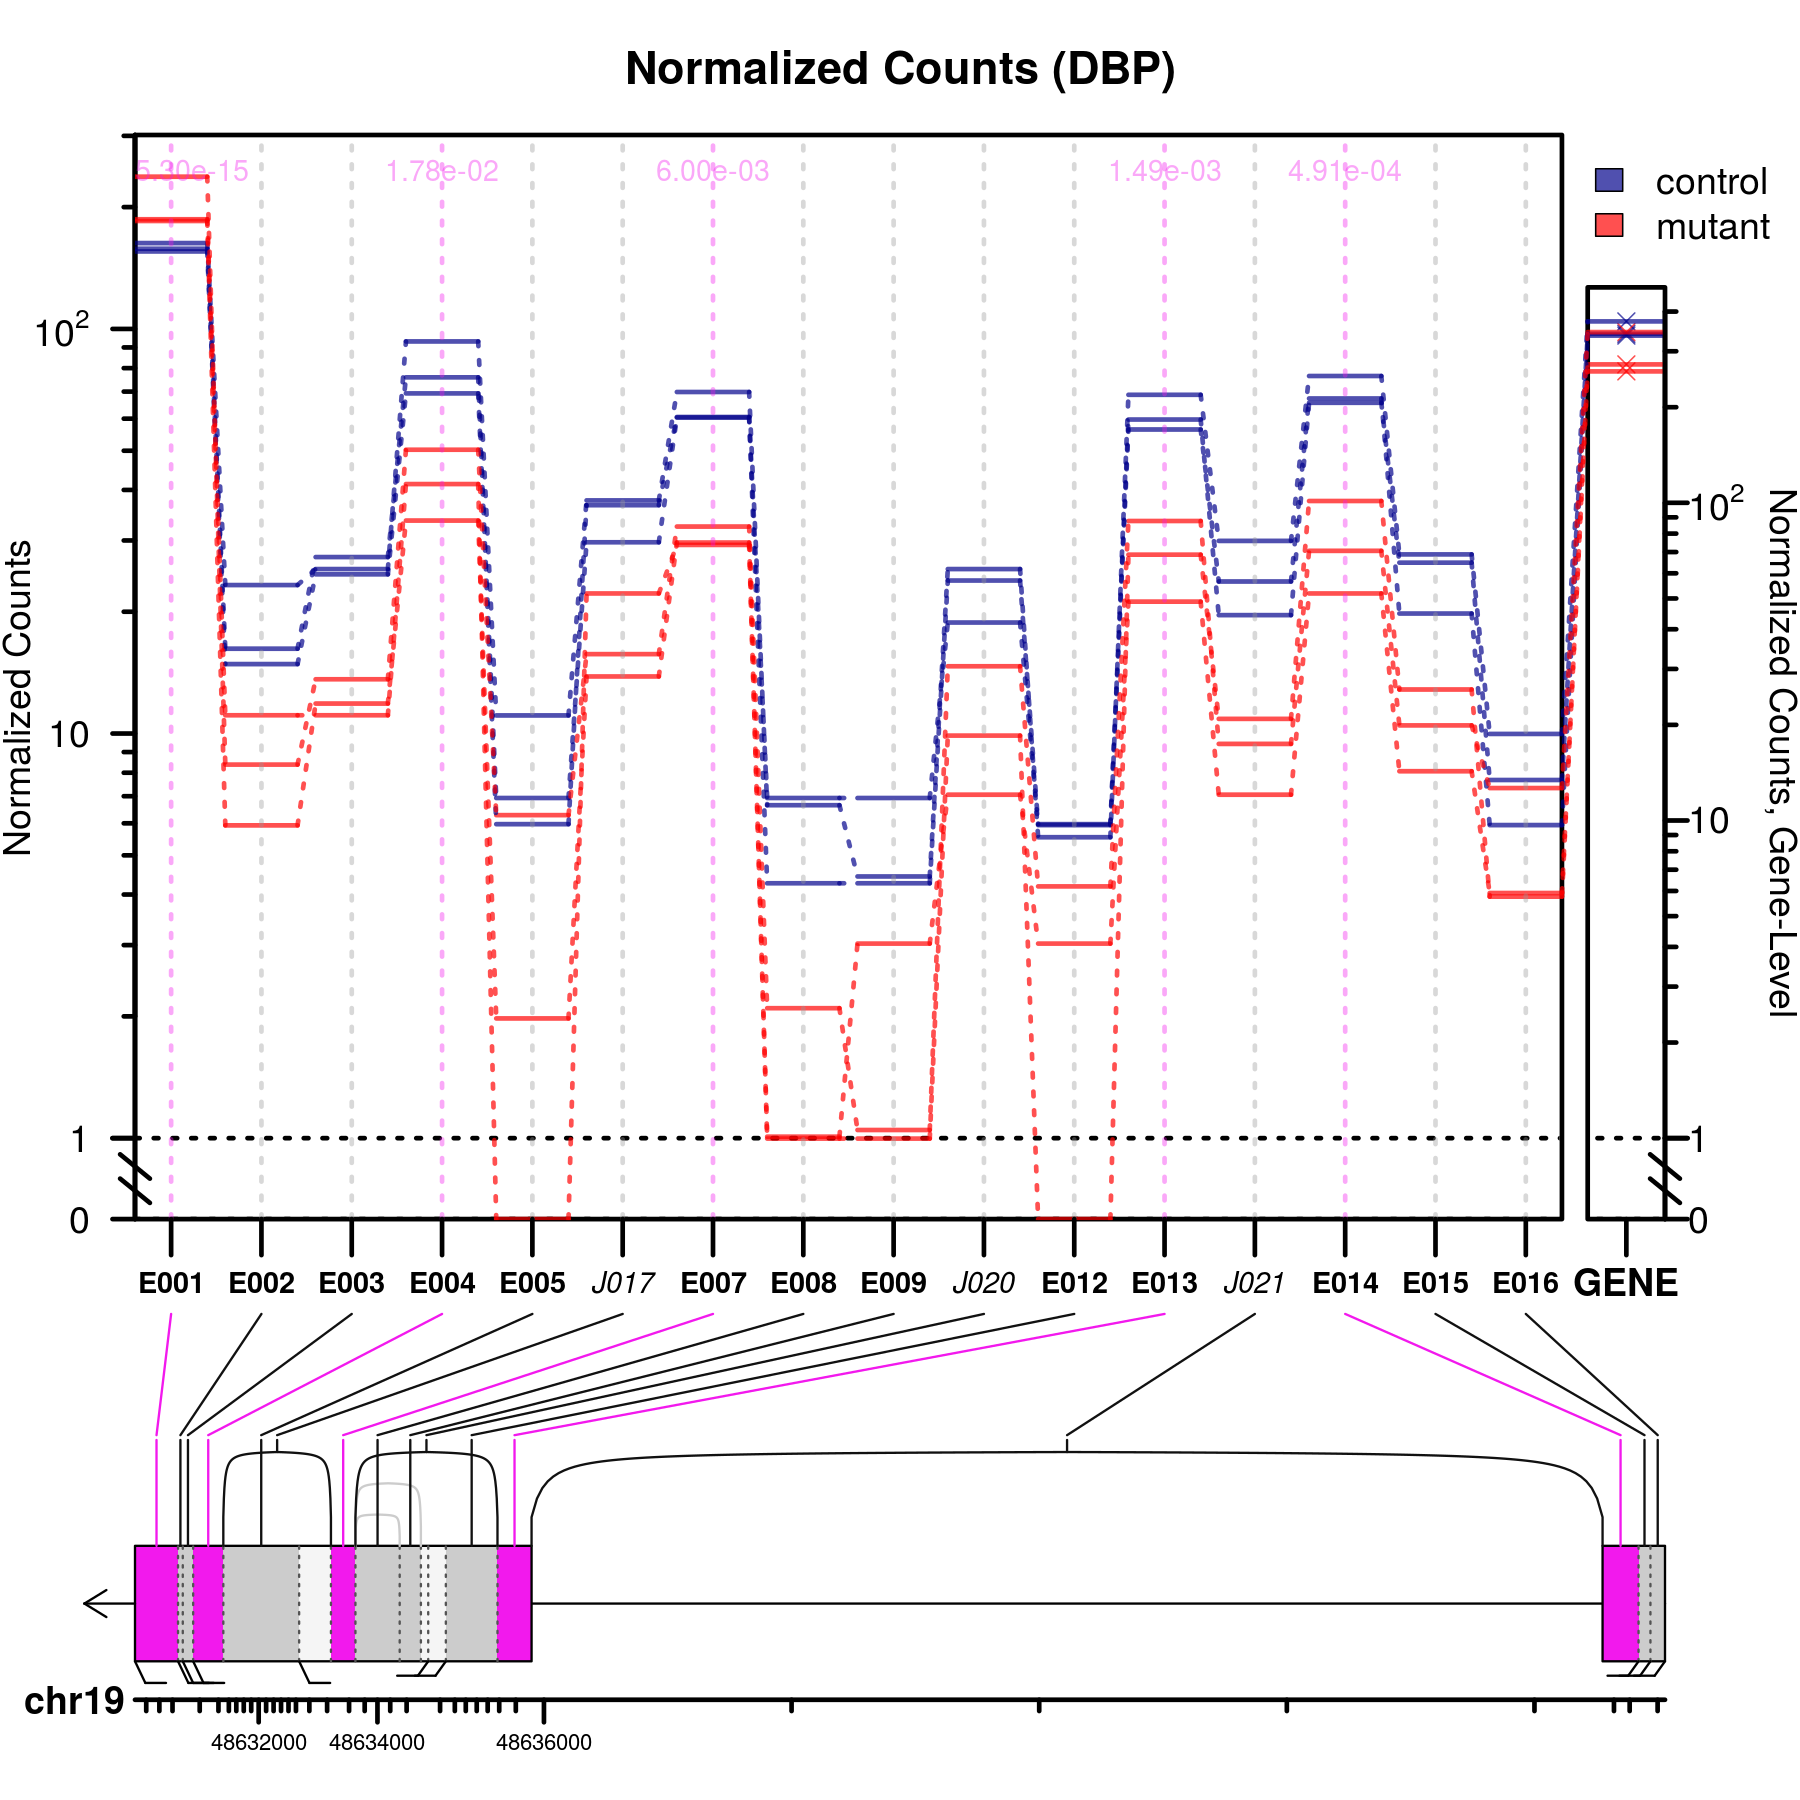 Normalized Counts (DBP)
5.30e-15 1.78e-02 6.00e-03 1.49e-03 4.91e-04
control
mutant
Normalized Counts
10²
10
1
0
Normalized Counts, Gene-Level
10²
10
1
0
E001 E002 E003 E004 E005 J017 E007 E008 E009 J020 E012 E013 J021 E014 E015 E016 GENE
chr19
48632000 48634000 48636000